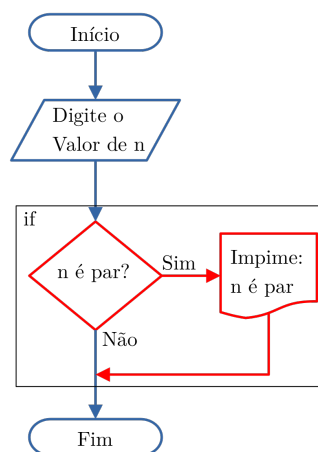 Início
Digite o
Valor de n
if
n é par?
Sim
Impime:
n é par
Não
Fim